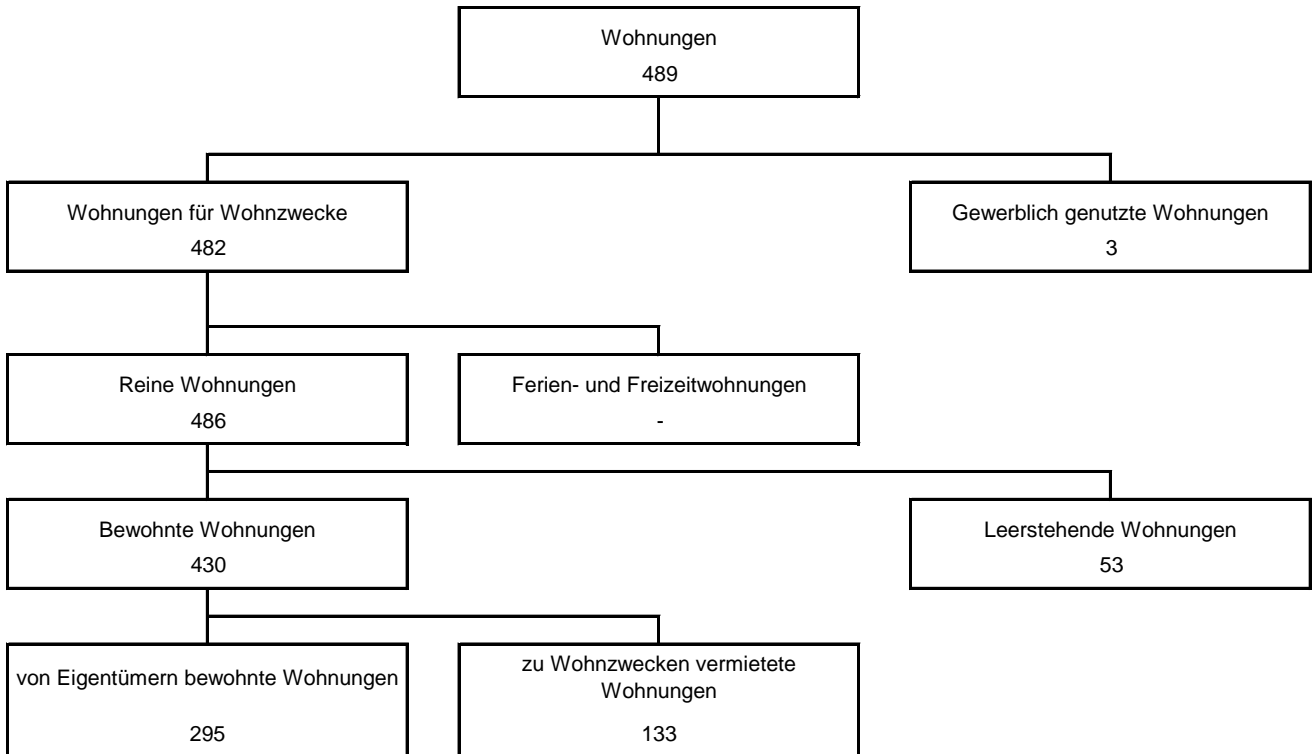 Wohnungen
489
Wohnungen für Wohnzwecke
482
Gewerblich genutzte Wohnungen
3
Reine Wohnungen
486
Ferien- und Freizeitwohnungen
-
Bewohnte Wohnungen
430
Leerstehende Wohnungen
53
von Eigentümern bewohnte Wohnungen
295
zu Wohnzwecken vermietete
Wohnungen
133